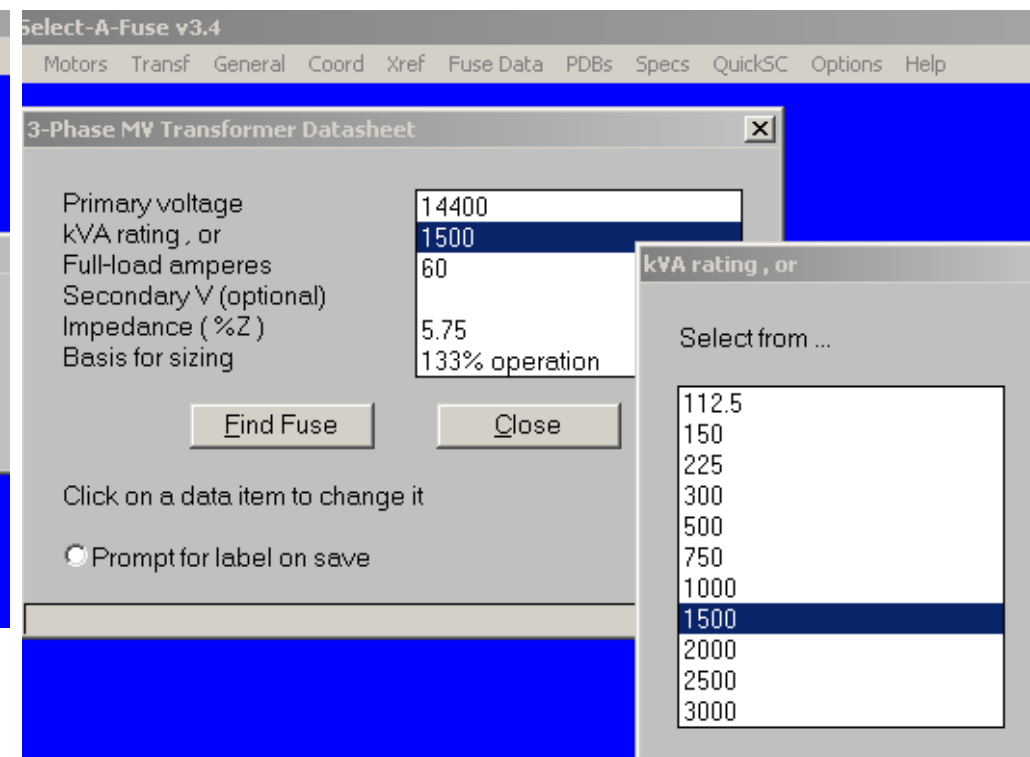 Select-A-Fuse v3.4
Motors Transf General Coord Xref Fuse Data PDBs Specs QuickSC Options Help
3-Phase MV Transformer Datasheet
Primary voltage 14400
kVA rating , or 1500
Full-load amperes 60
Secondary V (optional)
Impedance ( %Z ) 5.75
Basis for sizing 133% operation
Find Fuse Close
Click on a data item to change it
Prompt for label on save
kVA rating , or
Select from ...
112.5
150
225
300
500
750
1000
1500
2000
2500
3000